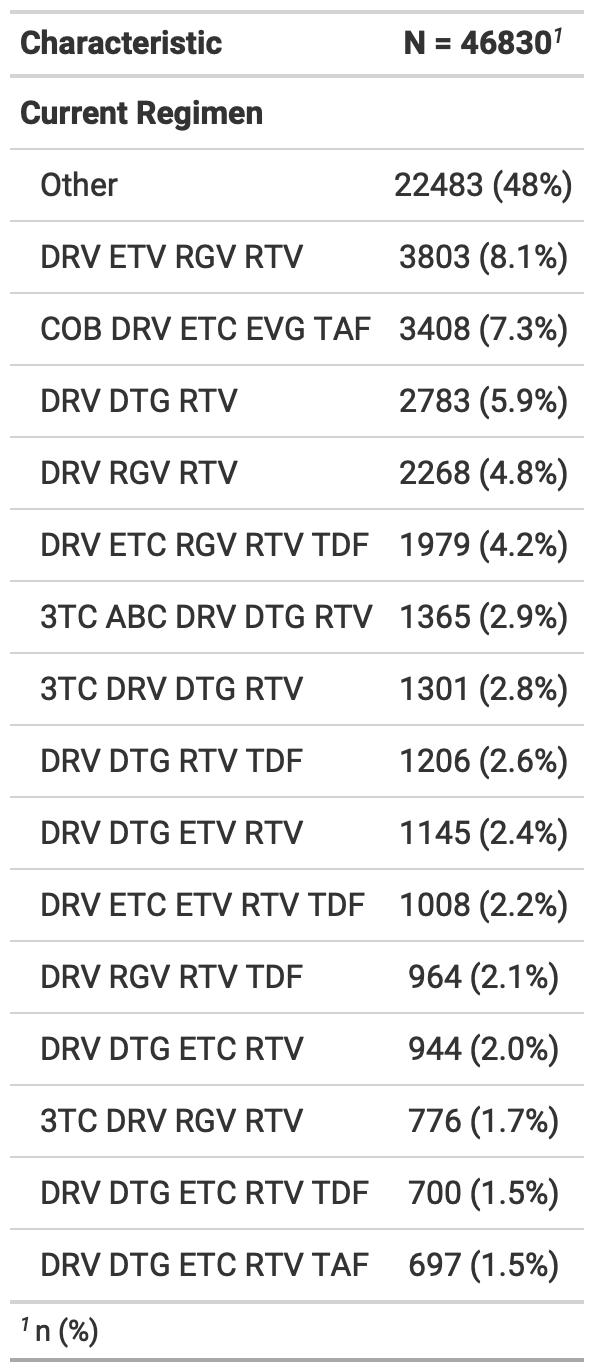 Characteristic N = 46830¹
Current Regimen
Other 22483 (48%)
DRV ETV RGV RTV 3803 (8.1%)
COB DRV ETC EVG TAF 3408 (7.3%)
DRV DTG RTV 2783 (5.9%)
DRV RGV RTV 2268 (4.8%)
DRV ETC RGV RTV TDF 1979 (4.2%)
3TC ABC DRV DTG RTV 1365 (2.9%)
3TC DRV DTG RTV 1301 (2.8%)
DRV DTG RTV TDF 1206 (2.6%)
DRV DTG ETV RTV 1145 (2.4%)
DRV ETC ETV RTV TDF 1008 (2.2%)
DRV RGV RTV TDF 964 (2.1%)
DRV DTG ETC RTV 944 (2.0%)
3TC DRV RGV RTV 776 (1.7%)
DRV DTG ETC RTV TDF 700 (1.5%)
DRV DTG ETC RTV TAF 697 (1.5%)
¹ n (%)